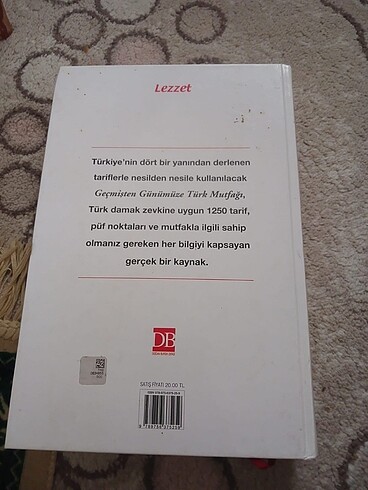 Lezzet
Türkiye'nin dört bir yanından derlenen
tariflerle nesilden nesile kullanılacak
Geçmişten Günümüze Türk Mutfağı,
Türk damak zevkine uygun 1250 tarif,
püf noktaları ve mutfakla ilgili sahip
olmanız gereken her bilgiyi kapsayan
gerçek bir kaynak.
DB
SATIŞ FİYATI 20.00 TL